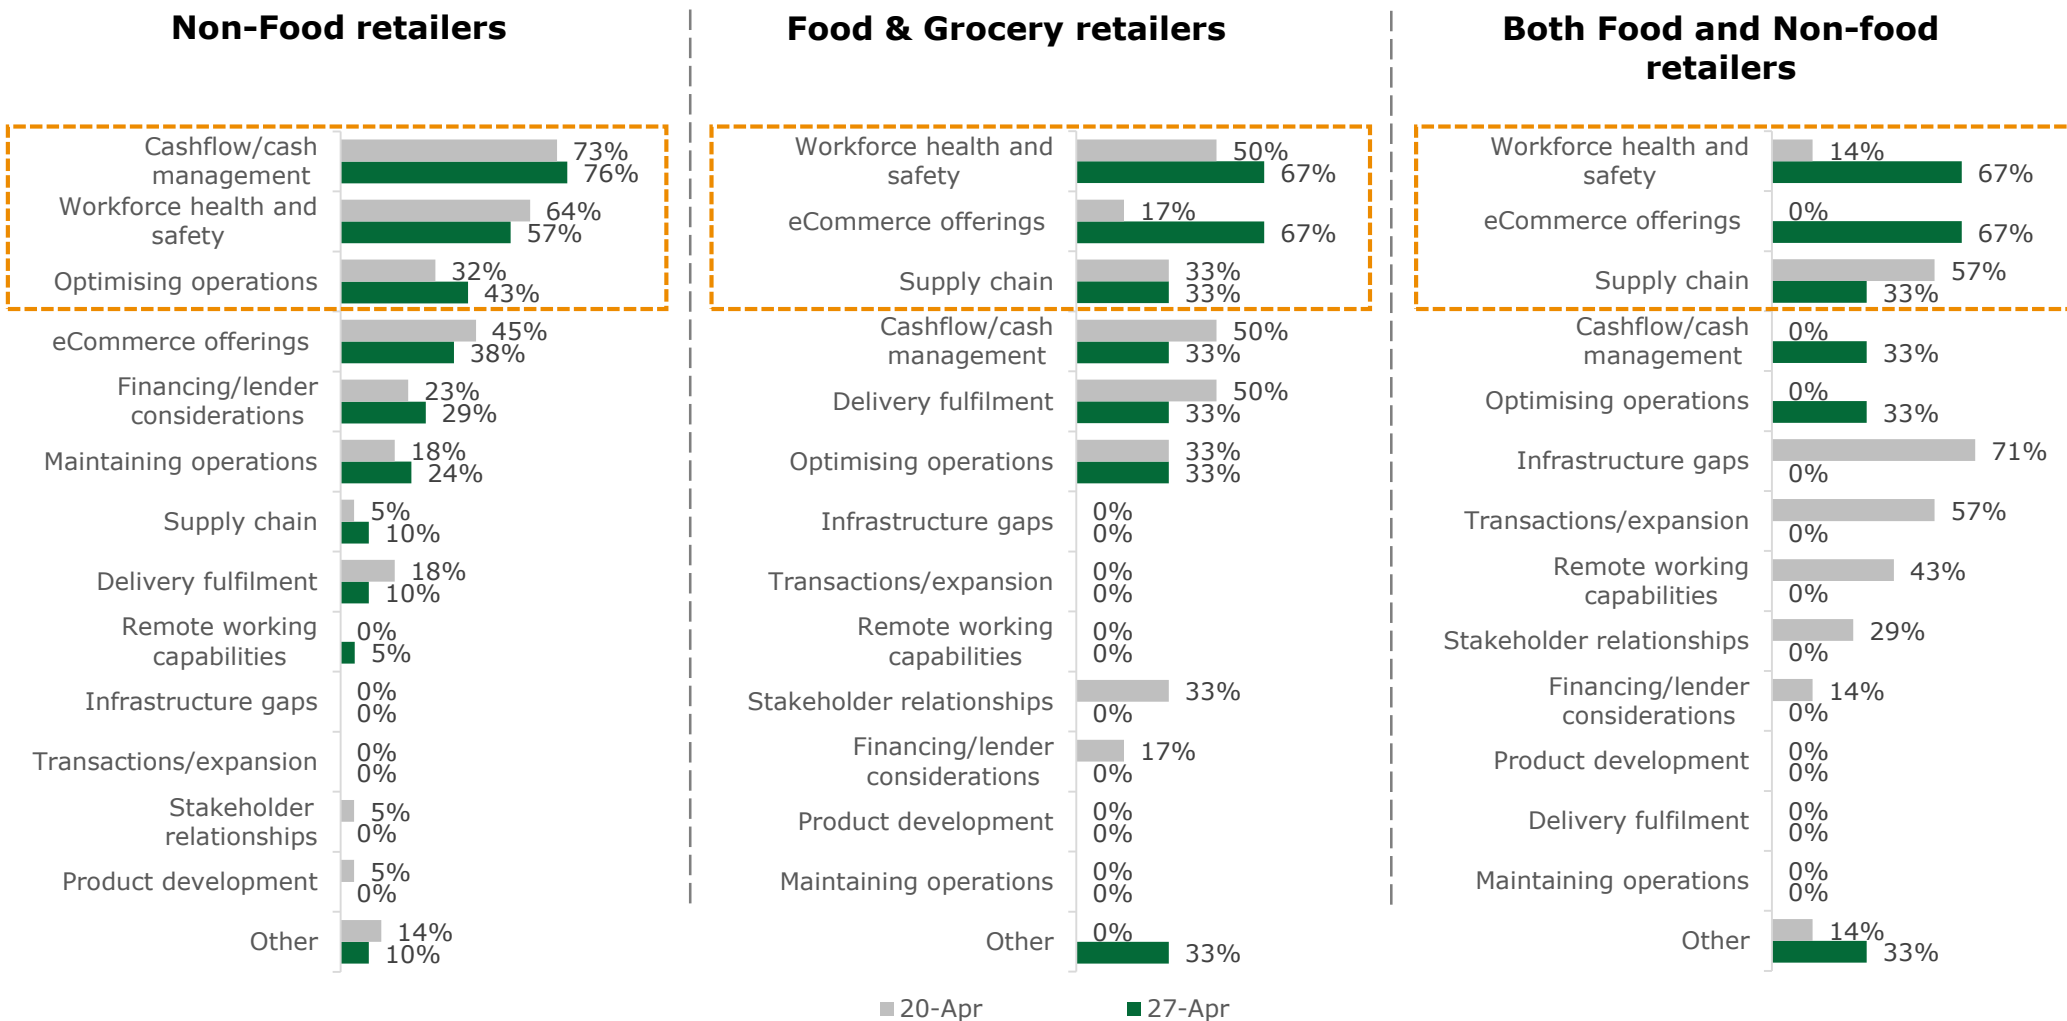 Non-Food retailers
Cashflow/cash
management
73%
76%
Workforce health and
safety
64%
57%
Optimising operations
32%
43%
eCommerce offerings
45%
38%
Financing/lender
considerations
23%
29%
Maintaining operations
18%
24%
Supply chain
5%
10%
Delivery fulfilment
18%
10%
Remote working
capabilities
0%
5%
Infrastructure gaps
0%
0%
Transactions/expansion
0%
0%
Stakeholder
relationships
5%
0%
Product development
5%
0%
Other
14%
10%
Food & Grocery retailers
Workforce health and
safety
50%
67%
eCommerce offerings
17%
67%
Supply chain
33%
33%
Cashflow/cash
management
50%
33%
Delivery fulfilment
50%
33%
Optimising operations
33%
33%
Infrastructure gaps
0%
0%
Transactions/expansion
0%
0%
Remote working
capabilities
0%
0%
Stakeholder relationships
33%
0%
Financing/lender
considerations
17%
0%
Product development
0%
0%
Maintaining operations
0%
0%
Other
0%
33%
Both Food and Non-food
retailers
Workforce health and
safety
14%
67%
eCommerce offerings
0%
67%
Supply chain
57%
33%
Cashflow/cash
management
0%
33%
Optimising operations
0%
33%
Infrastructure gaps
71%
0%
Transactions/expansion
57%
0%
Remote working
capabilities
43%
0%
Stakeholder relationships
29%
0%
Financing/lender
considerations
14%
0%
Product development
0%
0%
Delivery fulfilment
0%
0%
Maintaining operations
0%
0%
Other
14%
33%
20-Apr
27-Apr